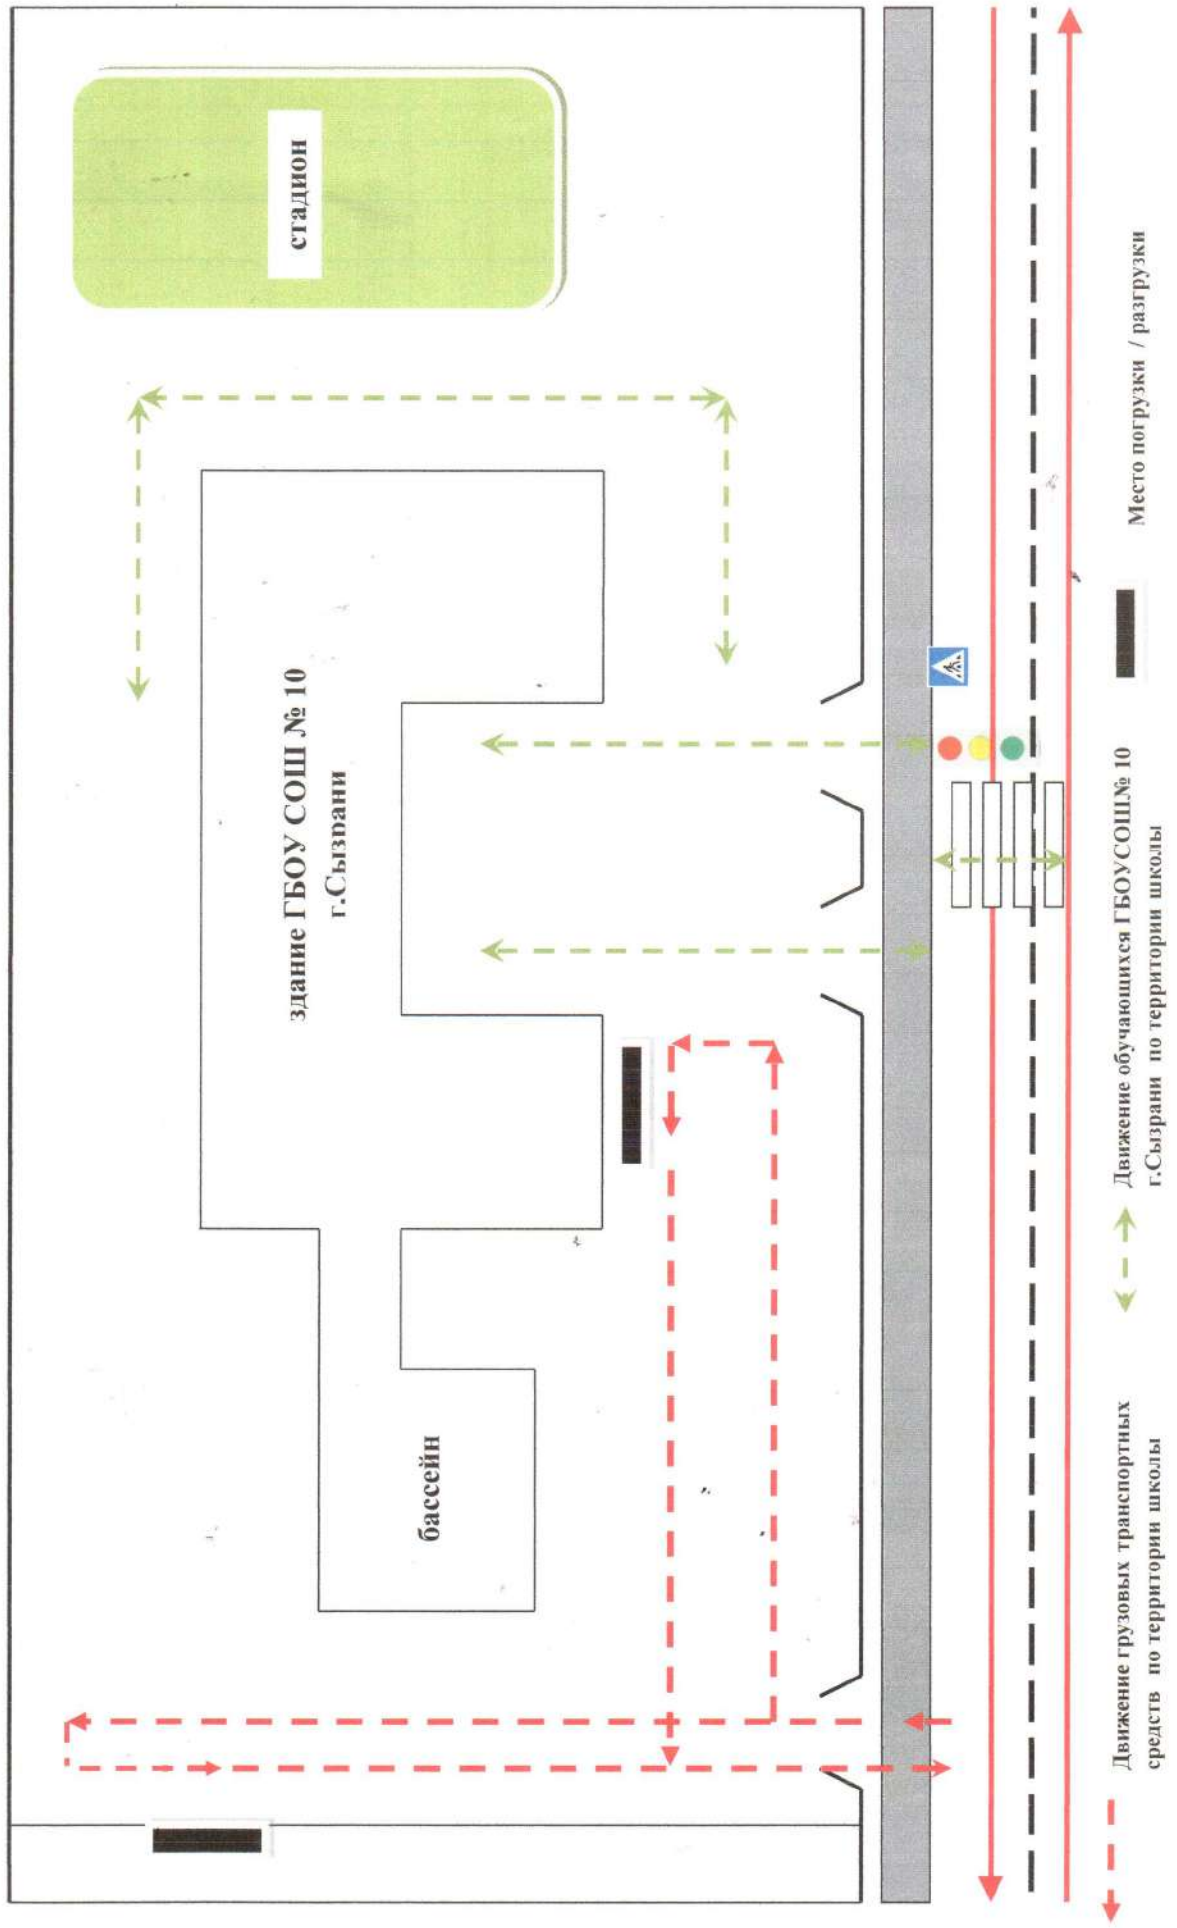 стадион
здание ГБОУ СОШ № 10
г.Сызрани
бассейн
Движение грузовых транспортных
средств по территории школы
Движение обучающихся ГБОУСОШ№ 10
г.Сызрани по территории школы
Место погрузки / разгрузки